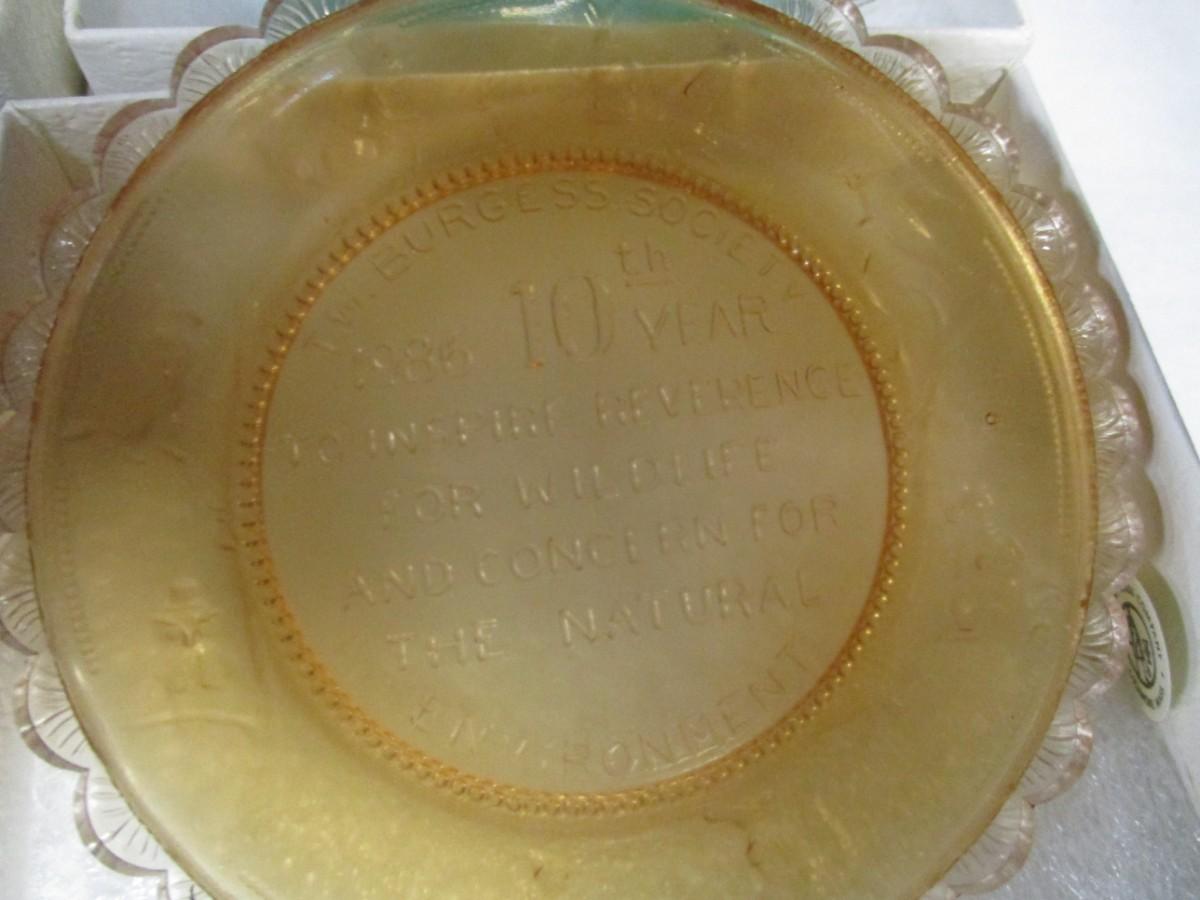 T.W. BURGESS SOCIETY
1986 10th YEAR
TO INSPIRE REVERENCE
FOR WILDLIFE
AND CONCERN FOR
THE NATURAL
ENVIRONMENT